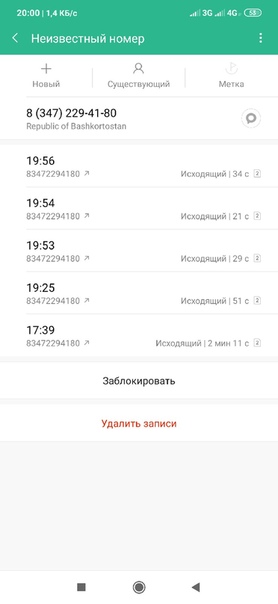 20:00 | 1,4 КБ/с 3G 4G 58
Неизвестный номер
Новый Существующий Метка
8 (347) 229-41-80
Republic of Bashkortostan
19:56
83472294180 ↗ Исходящий | 34 с 2
19:54
83472294180 ↗ Исходящий | 21 с 2
19:53
83472294180 ↗ Исходящий | 29 с 2
19:25
83472294180 ↗ Исходящий | 51 с 2
17:39
83472294180 ↗ Исходящий | 2 мин 11 с 2
Заблокировать
Удалить записи